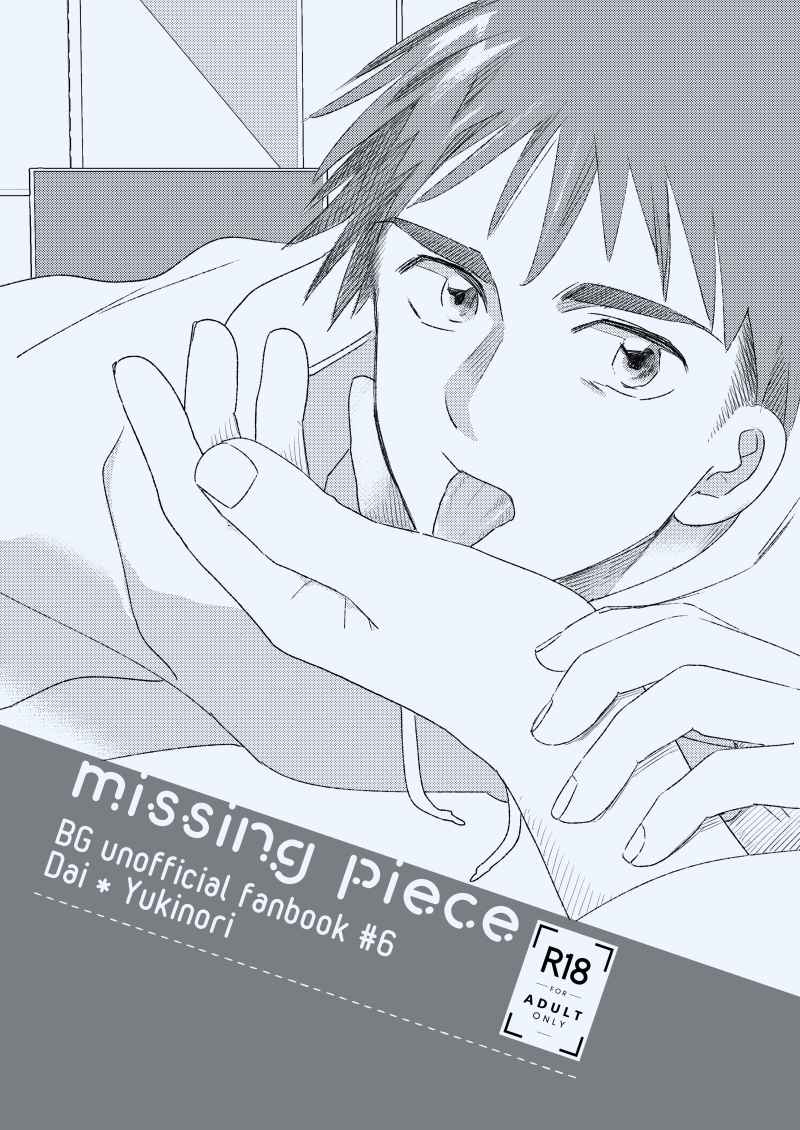 missing piece
BG unofficial fanbook #6
Dai * Yukinori
R18
FOR
ADULT
ONLY